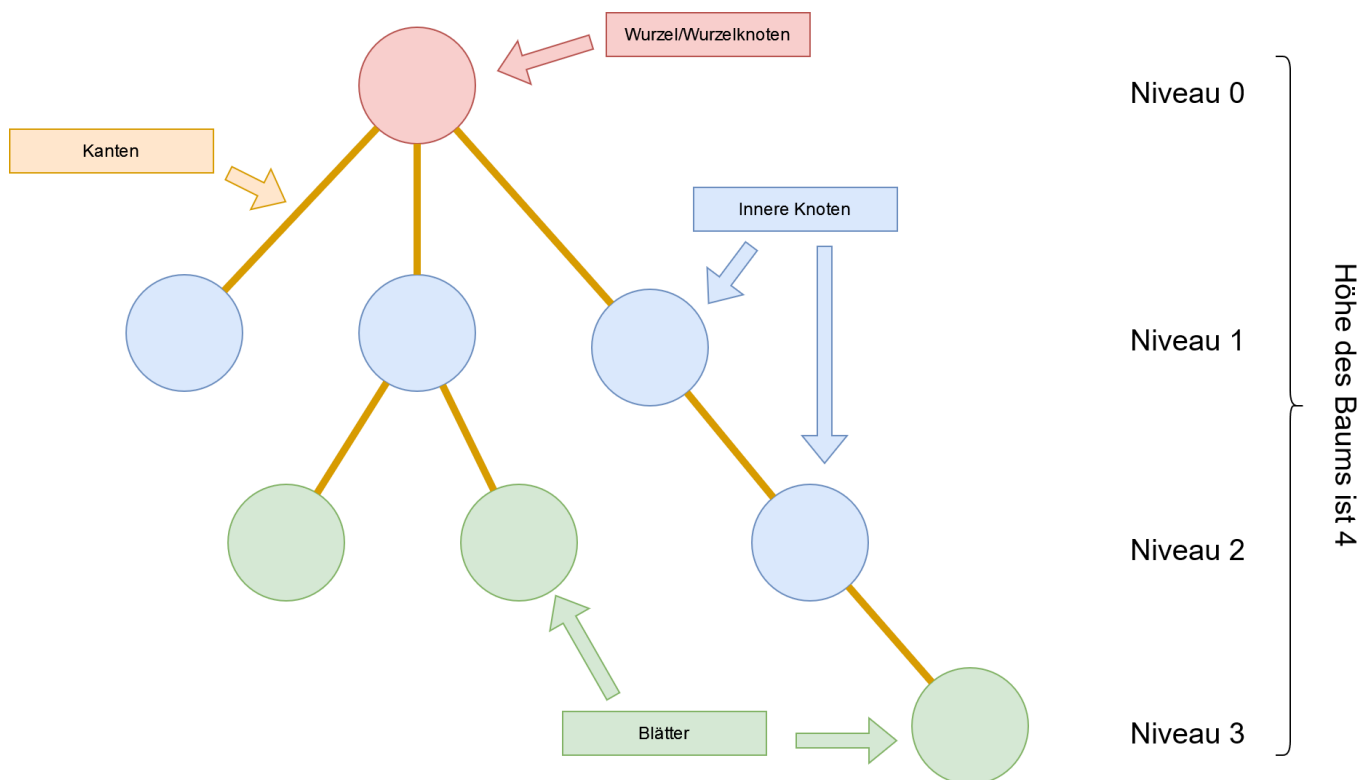 Wurzel/Wurzelknoten
Niveau 0
Kanten
Innere Knoten
Niveau 1
Höhe des Baums ist 4
Niveau 2
Blätter
Niveau 3